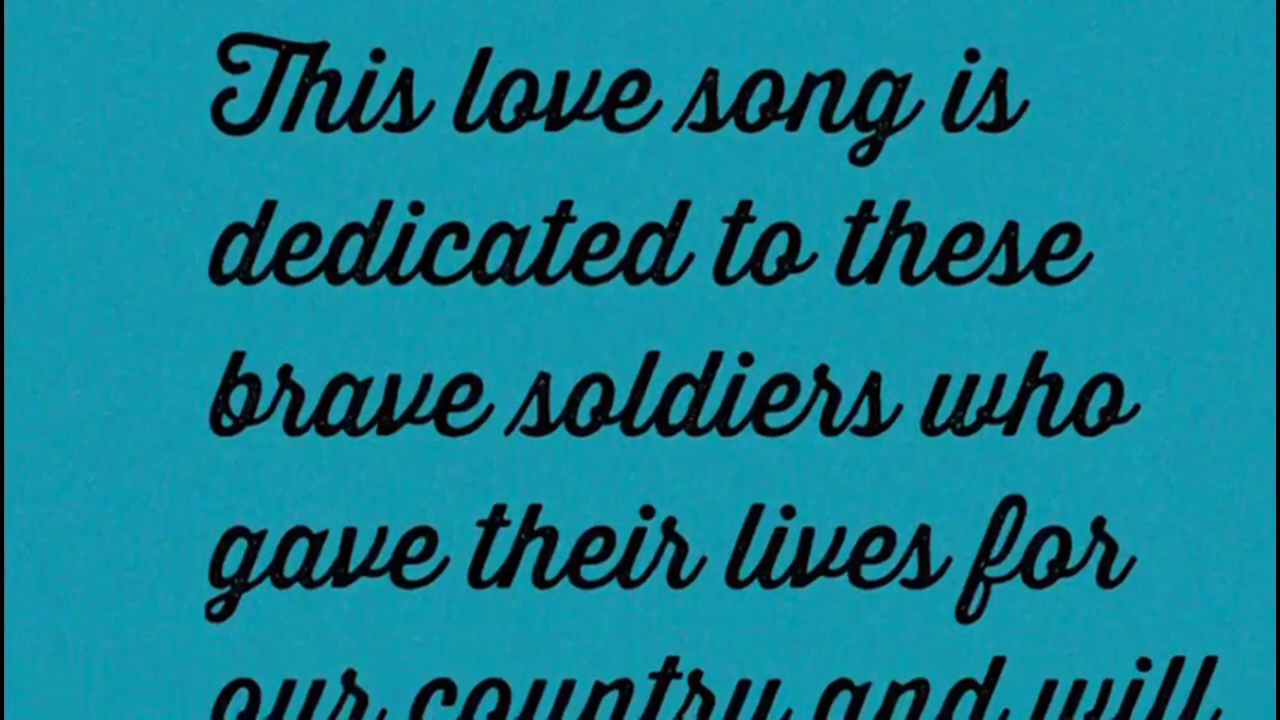 This love song is
dedicated to these
brave soldiers who
gave their lives for
our country and will